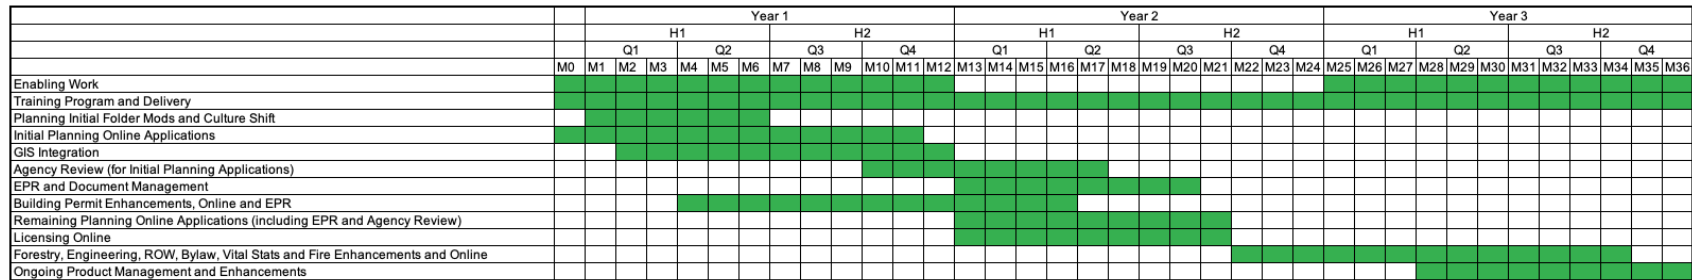 Year 1 Year 2 Year 3
H1 H2 H1 H2 H1 H2
Q1 Q2 Q3 Q4 Q1 Q2 Q3 Q4 Q1 Q2 Q3 Q4
M0 M1 M2 M3 M4 M5 M6 M7 M8 M9 M10 M11 M12 M13 M14 M15 M16 M17 M18 M19 M20 M21 M22 M23 M24 M25 M26 M27 M28 M29 M30 M31 M32 M33 M34 M35 M36
Enabling Work
Training Program and Delivery
Planning Initial Folder Mods and Culture Shift
Initial Planning Online Applications
GIS Integration
Agency Review (for Initial Planning Applications)
EPR and Document Management
Building Permit Enhancements, Online and EPR
Remaining Planning Online Applications (including EPR and Agency Review)
Licensing Online
Forestry, Engineering, ROW, Bylaw, Vital Stats and Fire Enhancements and Online
Ongoing Product Management and Enhancements